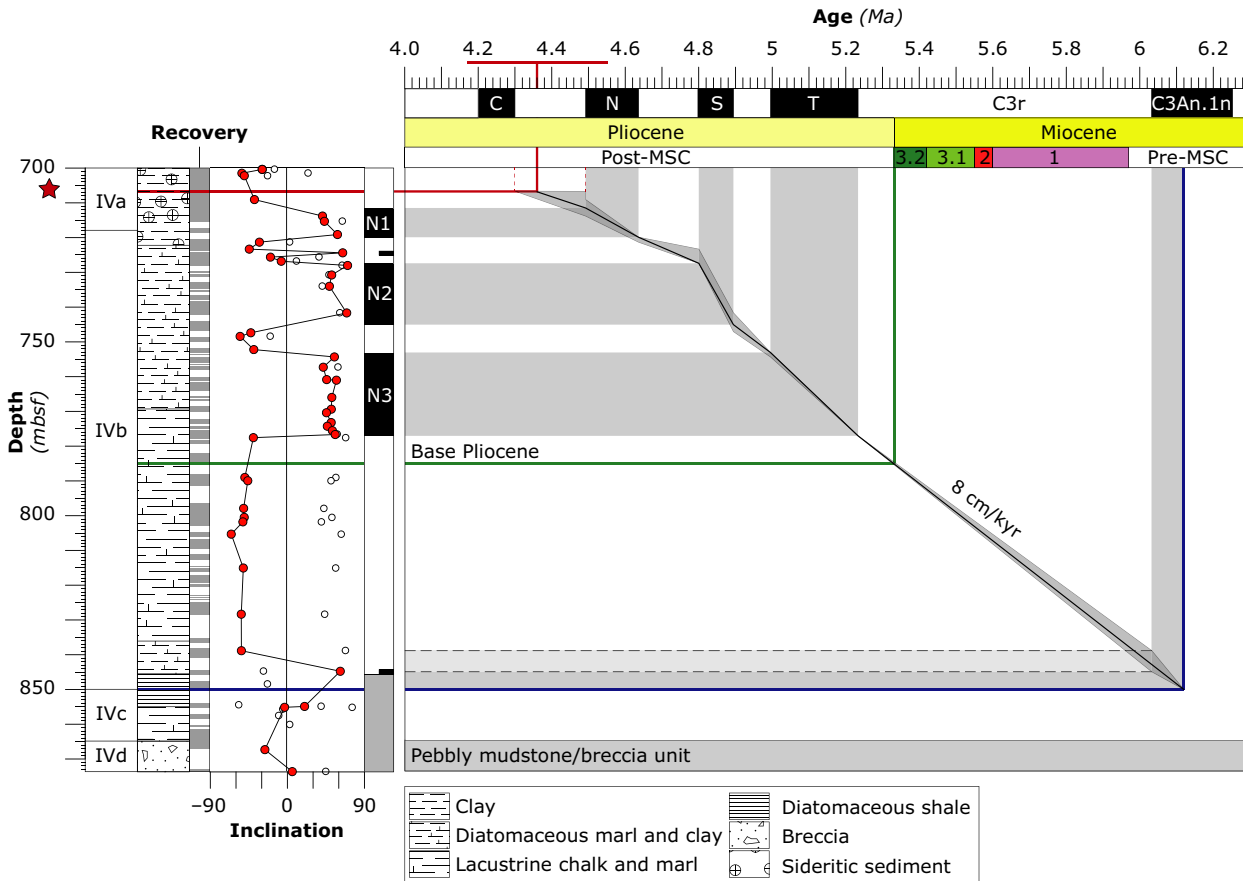 Age (Ma)
4.0 4.2 4.4 4.6 4.8 5 5.2 5.4 5.6 5.8 6 6.2
C N S T C3r C3An.1n
Recovery
Pliocene Miocene
Post-MSC 3.2 3.1 2 1 Pre-MSC
700
IVa
N1
N2
750
N3
Depth
(mbsf)
IVb
Base Pliocene
8 cm/kyr
800
850
IVc
IVd
Pebbly mudstone/breccia unit
−90 0 90
Inclination
Clay
Diatomaceous marl and clay
Lacustrine chalk and marl
Diatomaceous shale
Breccia
Sideritic sediment